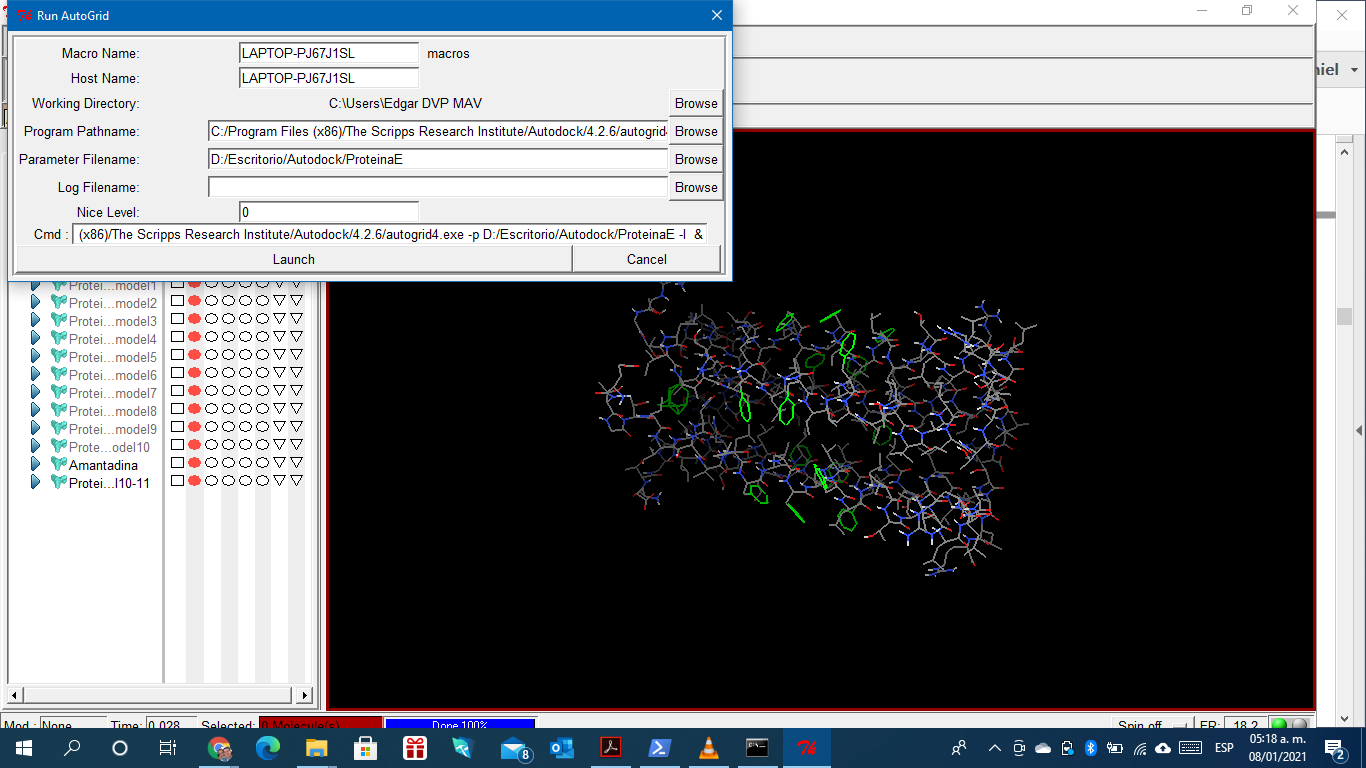 Run AutoGrid
Macro Name: LAPTOP-PJ67J1SL macros
Host Name: LAPTOP-PJ67J1SL
Working Directory: C:\Users\Edgar DVP MAV Browse
Program Pathname: C:/Program Files (x86)/The Scripps Research Institute/Autodock/4.2.6/autogrid4 Browse
Parameter Filename: D:/Escritorio/Autodock/ProteinaE Browse
Log Filename: Browse
Nice Level: 0
Cmd : (x86)/The Scripps Research Institute/Autodock/4.2.6/autogrid4.exe -p D:/Escritorio/Autodock/ProteinaE -l &
Launch Cancel
niel
Protei…model1
Protei…model2
Protei…model3
Protei…model4
Protei…model5
Protei…model6
Protei…model7
Protei…model8
Protei…model9
Prote…odel10
Amantadina
Protei…l10-11
Mod.: None Time: 0.028 Selected: 0 Molecule(s) Done 100% Spin off FR: 18.2
8 ESP 05:18 a. m.
08/01/2021 2